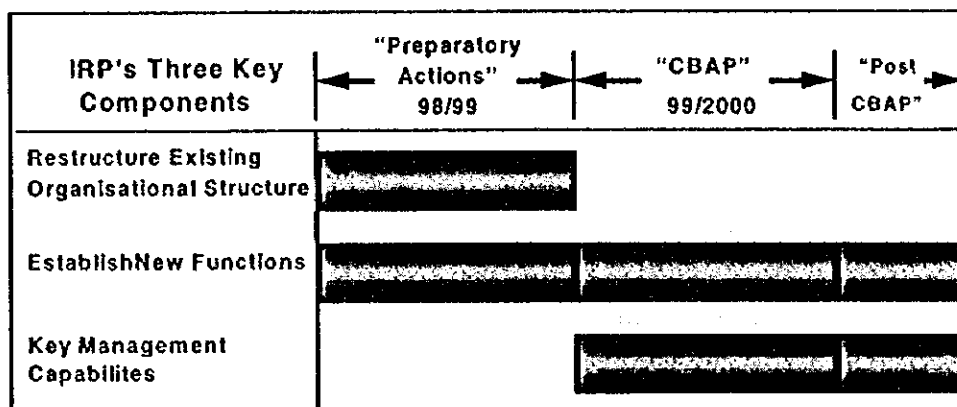 IRP's Three Key
Components
"Preparatory
Actions"
98/99
"CBAP"
99/2000
"Post
CBAP"
Restructure Existing
Organisational Structure
EstablishNew Functions
Key Management
Capabilites